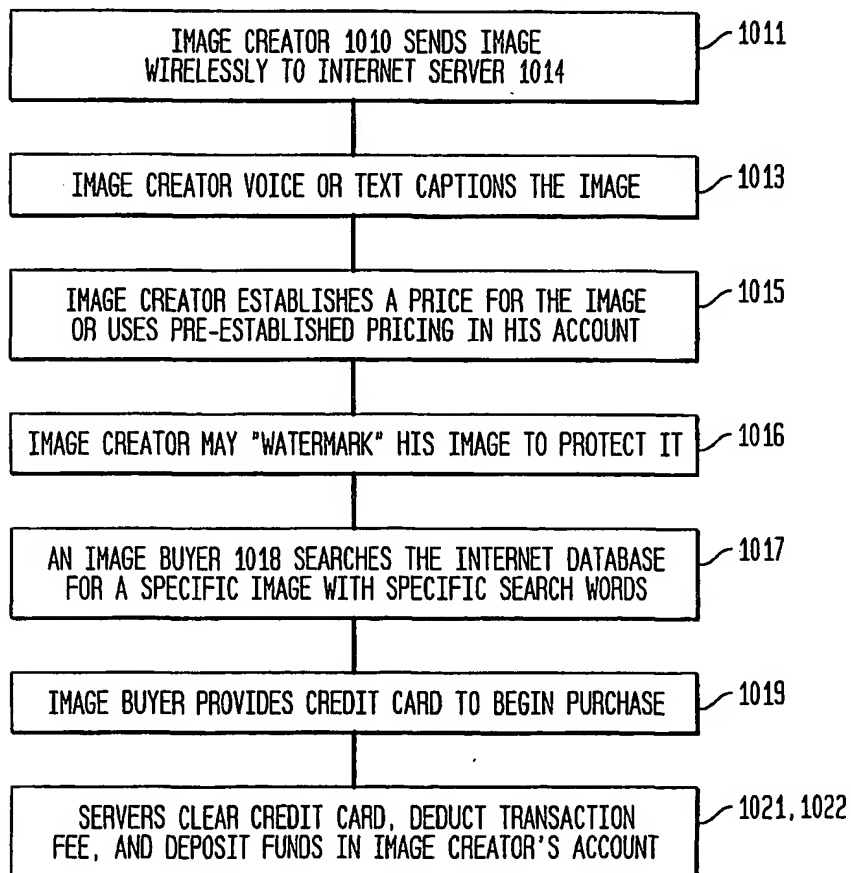 IMAGE CREATOR 1010 SENDS IMAGE
WIRELESSLY TO INTERNET SERVER 1014
1011
IMAGE CREATOR VOICE OR TEXT CAPTIONS THE IMAGE
1013
IMAGE CREATOR ESTABLISHES A PRICE FOR THE IMAGE
OR USES PRE-ESTABLISHED PRICING IN HIS ACCOUNT
1015
IMAGE CREATOR MAY "WATERMARK" HIS IMAGE TO PROTECT IT
1016
AN IMAGE BUYER 1018 SEARCHES THE INTERNET DATABASE
FOR A SPECIFIC IMAGE WITH SPECIFIC SEARCH WORDS
1017
IMAGE BUYER PROVIDES CREDIT CARD TO BEGIN PURCHASE
1019
SERVERS CLEAR CREDIT CARD, DEDUCT TRANSACTION
FEE, AND DEPOSIT FUNDS IN IMAGE CREATOR'S ACCOUNT
1021, 1022